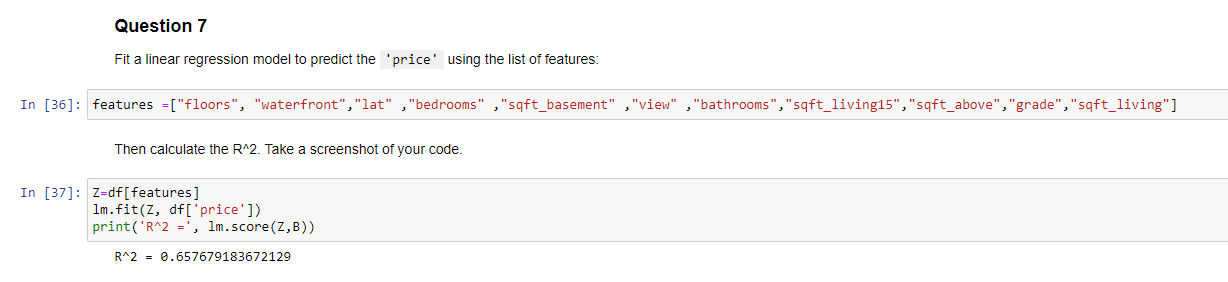 Question 7
Fit a linear regression model to predict the 'price' using the list of features:
In [36]: features =["floors", "waterfront","lat" ,"bedrooms" ,"sqft_basement" ,"view" ,"bathrooms","sqft_living15","sqft_above","grade","sqft_living"]
Then calculate the R^2. Take a screenshot of your code.
In [37]: Z=df[features]
lm.fit(Z, df['price'])
print('R^2 =', lm.score(Z,B))
R^2 = 0.657679183672129